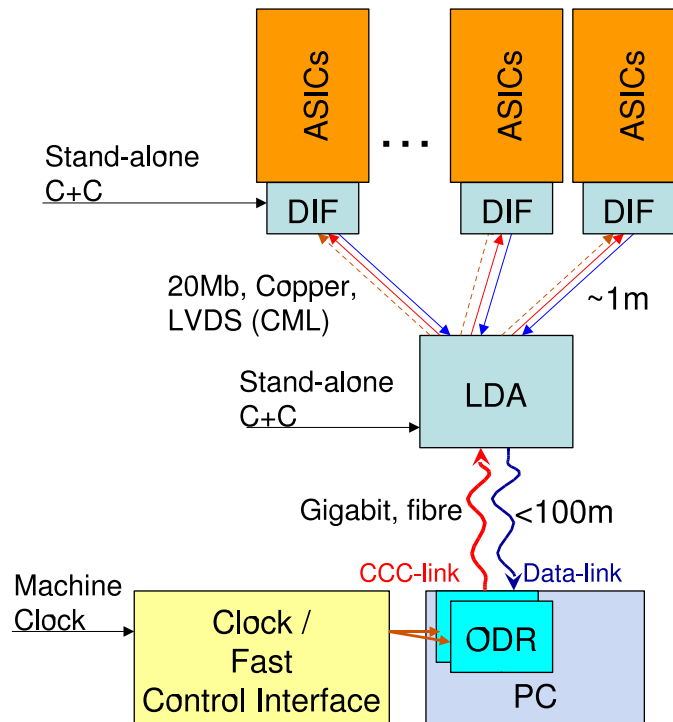 ASICs
ASICs
ASICs
...
Stand-alone
C+C
DIF
DIF
DIF
20Mb, Copper,
LVDS (CML)
~1m
Stand-alone
C+C
LDA
Gigabit, fibre
<100m
CCC-link
Data-link
Machine
Clock
Clock /
Fast
Control Interface
ODR
PC